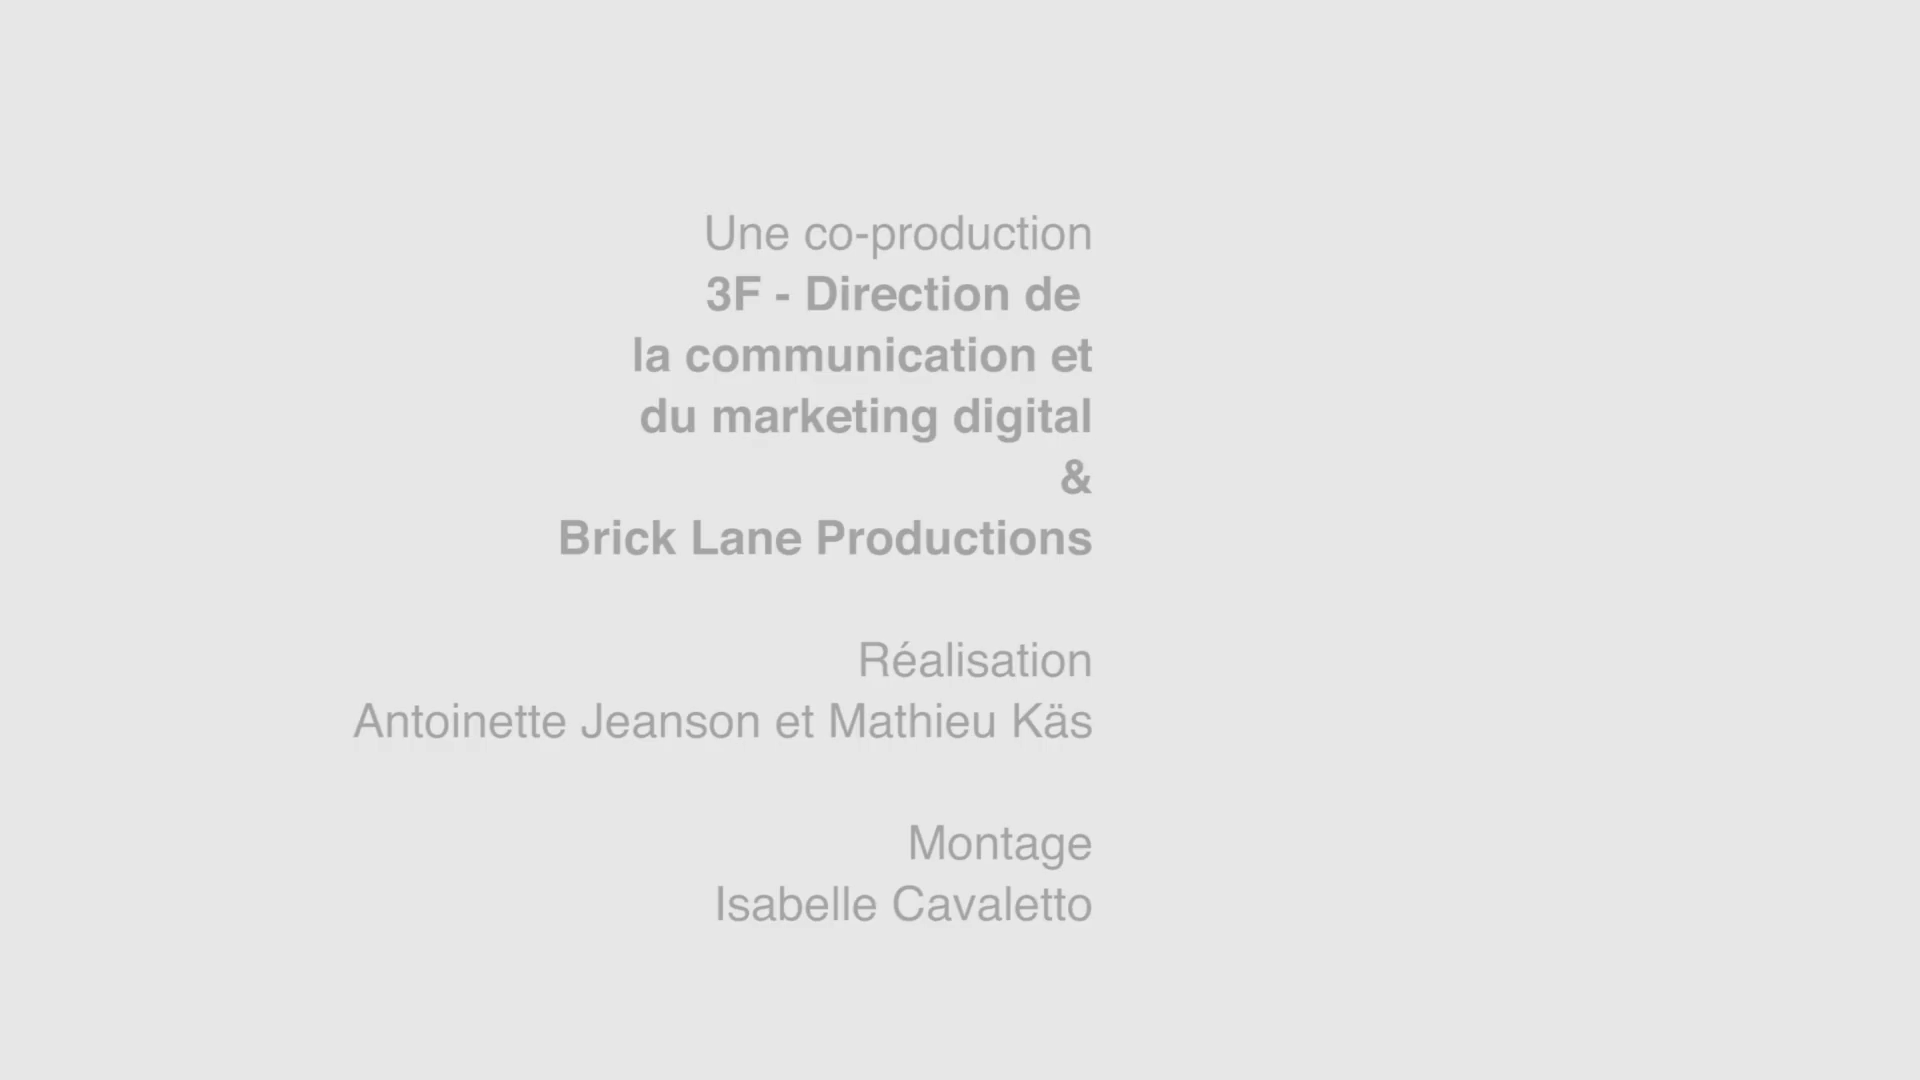 Une co-production
3F - Direction de
la communication et
du marketing digital
&
Brick Lane Productions
Réalisation
Antoinette Jeanson et Mathieu Käs
Montage
Isabelle Cavaletto